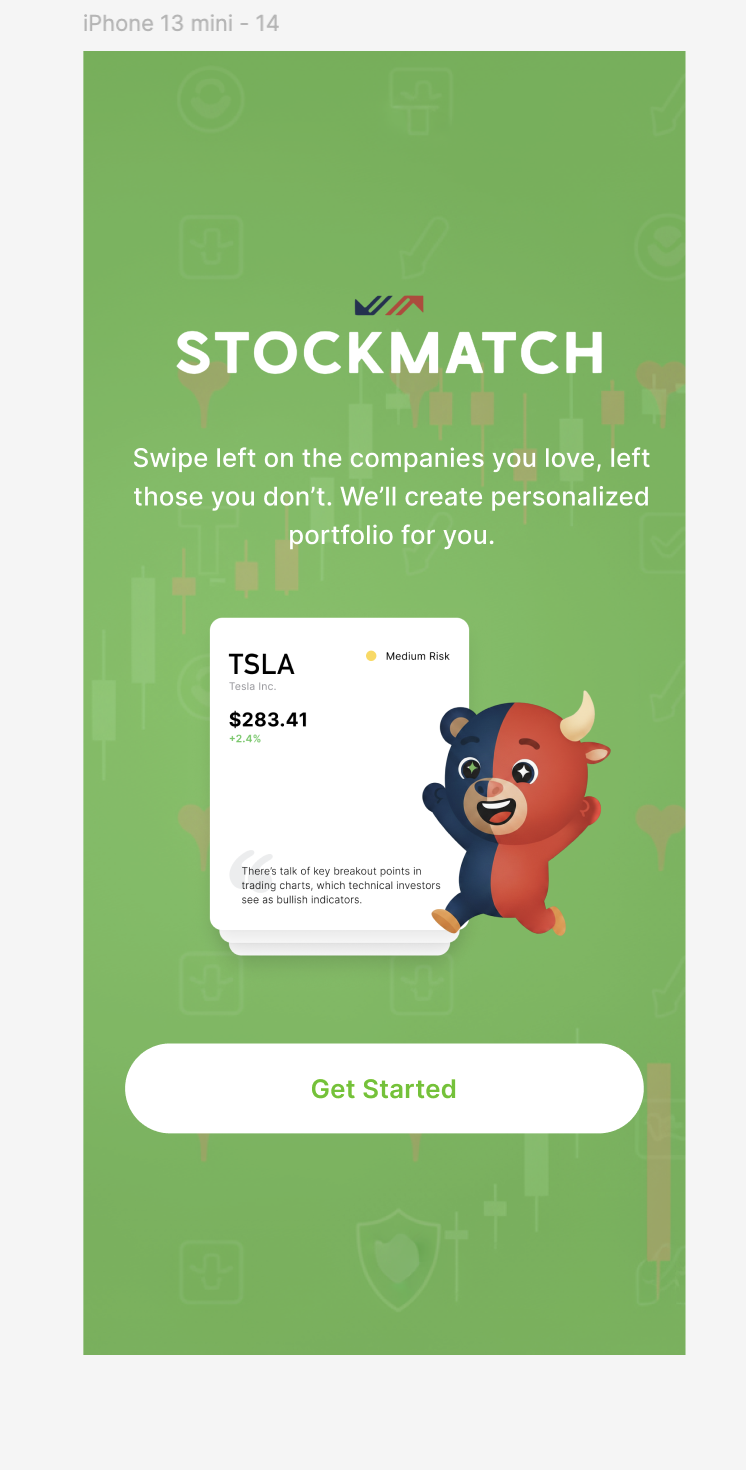 iPhone 13 mini - 14
STOCKMATCH
Swipe left on the companies you love, left
those you don’t. We’ll create personalized
portfolio for you.
TSLA
Medium Risk
Tesla Inc.
$283.41
+2.4%
“
There’s talk of key breakout points in
trading charts, which technical investors
see as bullish indicators.
Get Started